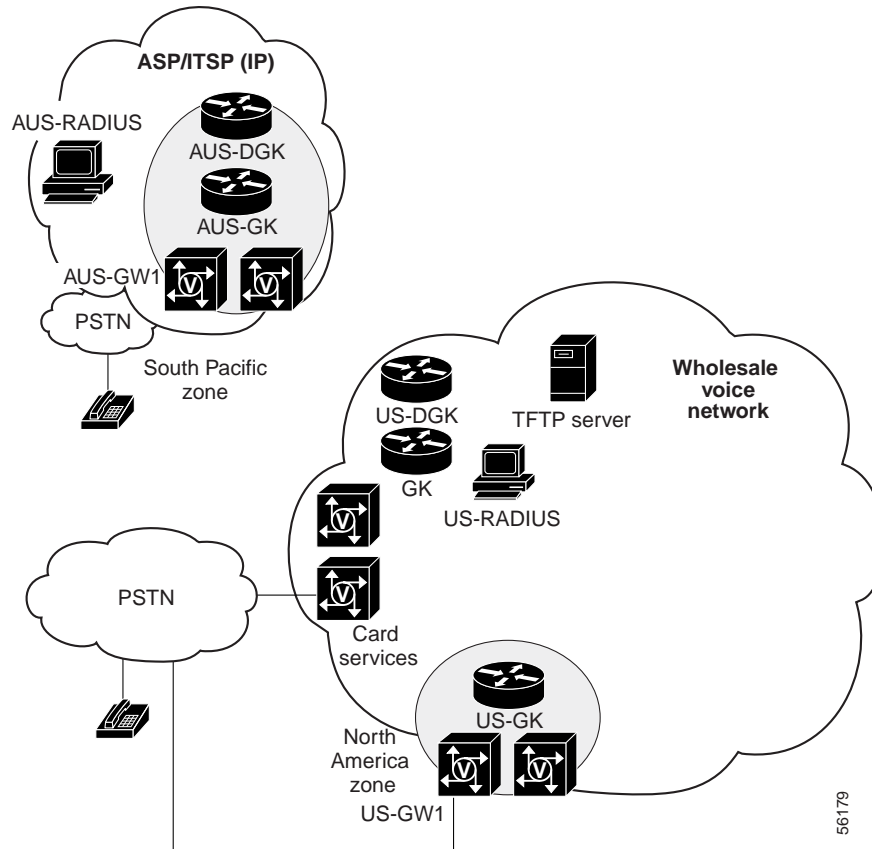 ASP/ITSP (IP)
AUS-RADIUS
AUS-DGK
AUS-GK
V
V
AUS-GW1
PSTN
South Pacific
zone
Wholesale
voice
network
US-DGK
TFTP server
GK
US-RADIUS
V
V
PSTN
Card
services
US-GK
North
America
zone
V
V
US-GW1
56179